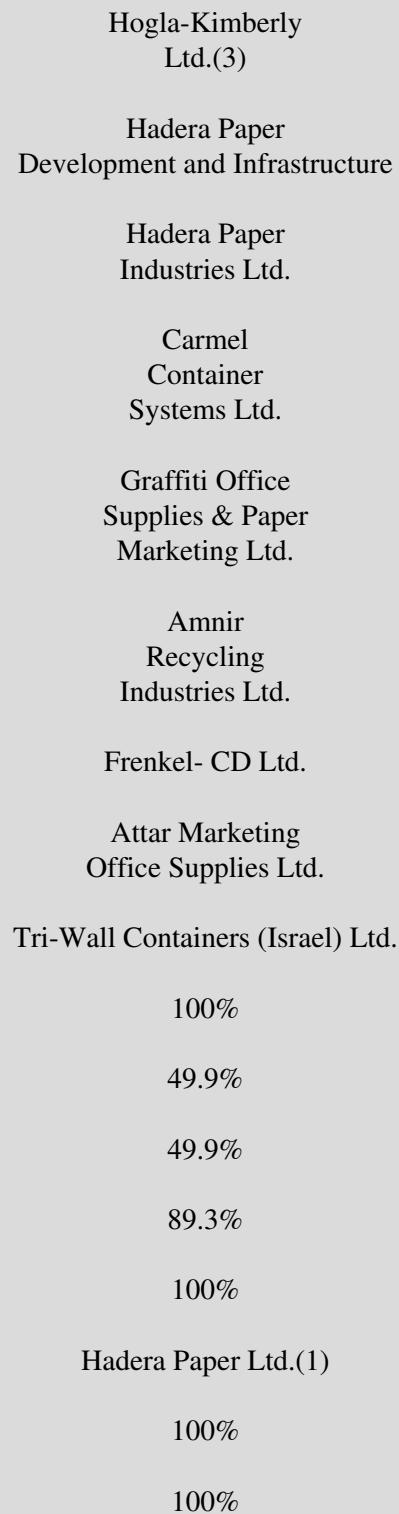 Hogla-Kimberly
Ltd.(3)
Hadera Paper
Development and Infrastructure
Hadera Paper
Industries Ltd.
Carmel
Container
Systems Ltd.
Graffiti Office
Supplies & Paper
Marketing Ltd.
Amnir
Recycling
Industries Ltd.
Frenkel- CD Ltd.
Attar Marketing
Office Supplies Ltd.
Tri-Wall Containers (Israel) Ltd.
100%
49.9%
49.9%
89.3%
100%
Hadera Paper Ltd.(1)
100%
100%